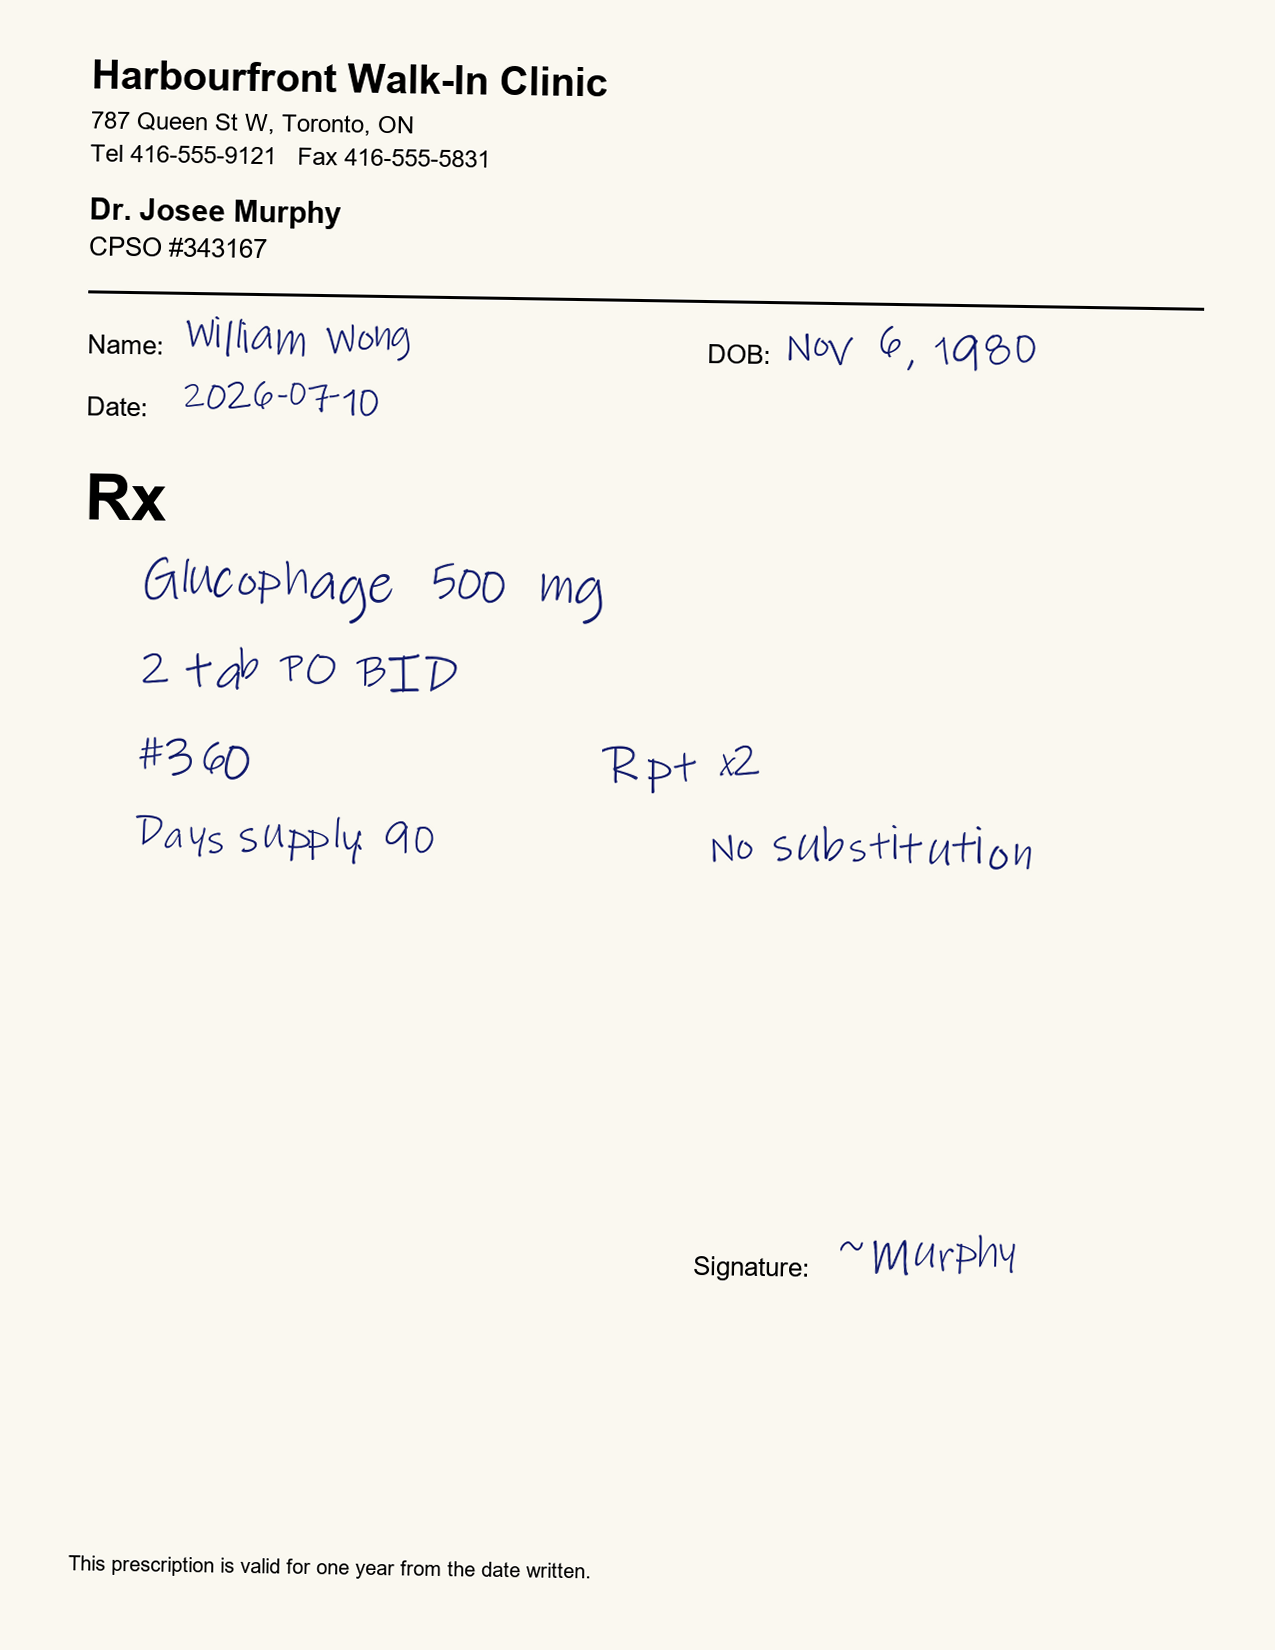 Harbourfront Walk-In Clinic
787 Queen St W, Toronto, ON
Tel 416-555-9121 Fax 416-555-5831
Dr. Josee Murphy
CPSO #343167
Name: William Wong DOB: Nov 6, 1980
Date: 2026-07-10
Rx
Glucophage 500 mg
2 tab PO BID
#360 Rpt x2
Days supply 90 No substitution
Signature: ~Murphy
This prescription is valid for one year from the date written.